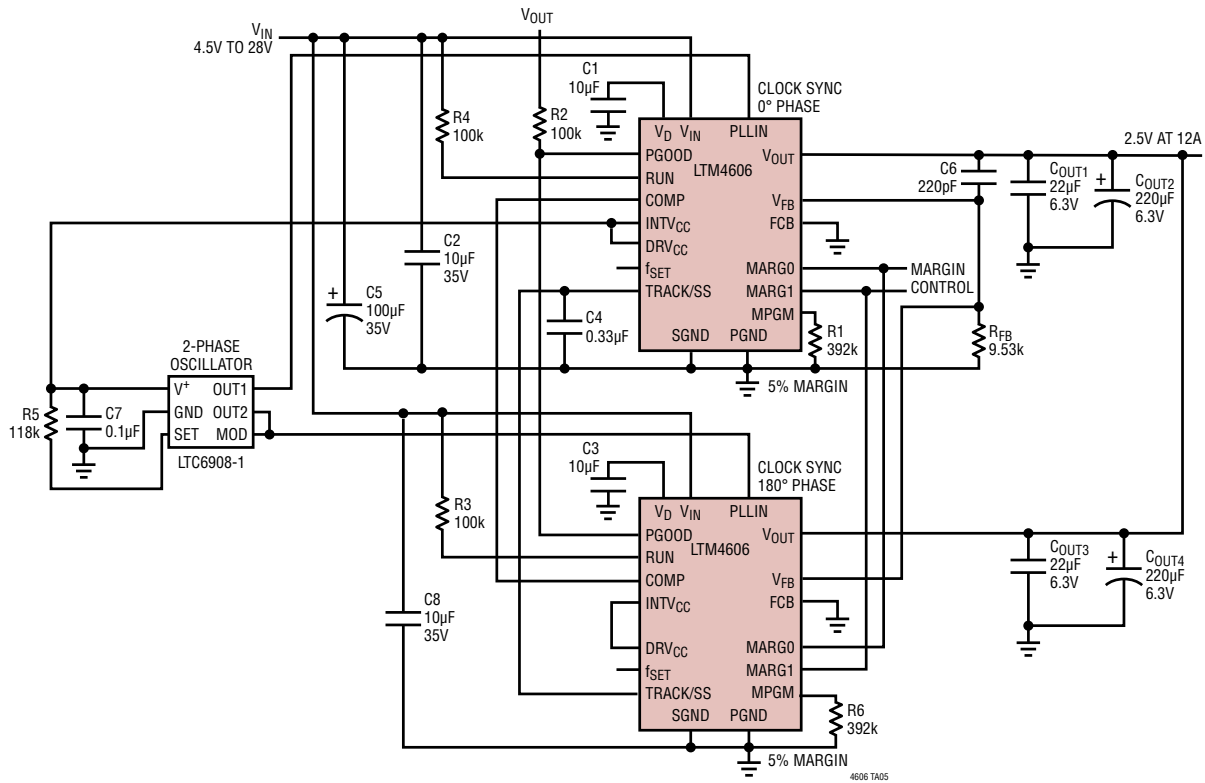 VIN
4.5V TO 28V
VOUT
C1
10µF
CLOCK SYNC
0° PHASE
R4
100k
R2
100k
VD VIN PLLIN
PGOOD
RUN
COMP
INTVCC
DRVCC
fSET
TRACK/SS
SGND PGND
LTM4606
VOUT
VFB
FCB
MARG0
MARG1
MPGM
2.5V AT 12A
C6
220pF
COUT1
22µF
6.3V
+
COUT2
220µF
6.3V
MARGIN
CONTROL
C2
10µF
35V
+
C5
100µF
35V
C4
0.33µF
R1
392k
RFB
9.53k
5% MARGIN
2-PHASE
OSCILLATOR
V+ OUT1
GND OUT2
SET MOD
LTC6908-1
R5
118k
C7
0.1µF
C3
10µF
CLOCK SYNC
180° PHASE
R3
100k
C8
10µF
35V
VD VIN PLLIN
PGOOD
RUN
COMP
INTVCC
DRVCC
fSET
TRACK/SS
SGND PGND
LTM4606
VOUT
VFB
FCB
MARG0
MARG1
MPGM
COUT3
22µF
6.3V
+
COUT4
220µF
6.3V
R6
392k
5% MARGIN
4606 TA05